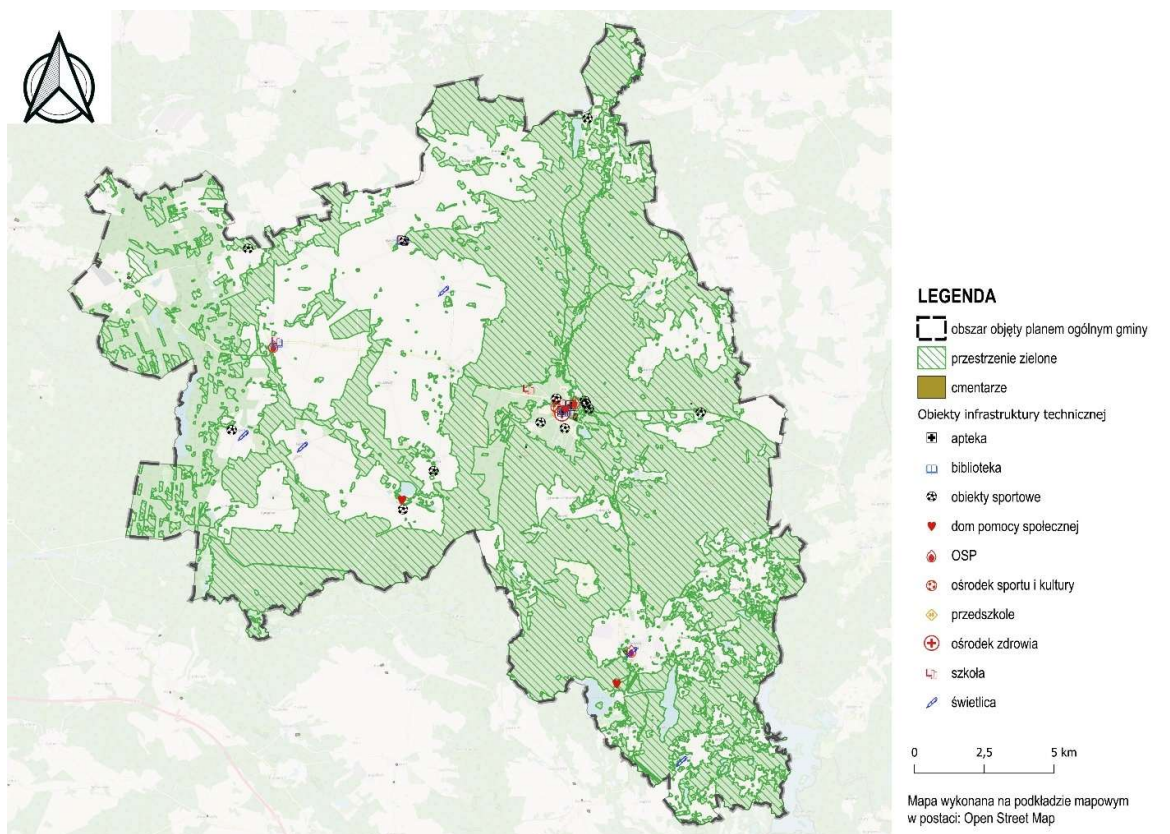 LEGENDA
obszar objęty planem ogólnym gminy
przestrzenie zielone
cmentarze
Obiekty infrastruktury technicznej
apteka
biblioteka
obiekty sportowe
dom pomocy społecznej
OSP
ośrodek sportu i kultury
przedszkole
ośrodek zdrowia
szkoła
świetlica
0 2,5 5 km
Mapa wykonana na podkładzie mapowym
w postaci: Open Street Map